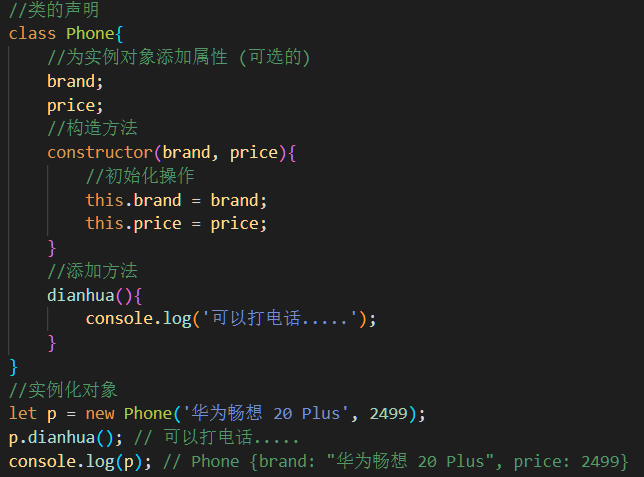 //类的声明
class Phone{
//为实例对象添加属性 (可选的)
brand;
price;
//构造方法
constructor(brand, price){
//初始化操作
this.brand = brand;
this.price = price;
}
//添加方法
dianhua(){
console.log('可以打电话.....');
}
}
//实例化对象
let p = new Phone('华为畅想 20 Plus', 2499);
p.dianhua(); // 可以打电话.....
console.log(p); // Phone {brand: "华为畅想 20 Plus", price: 2499}